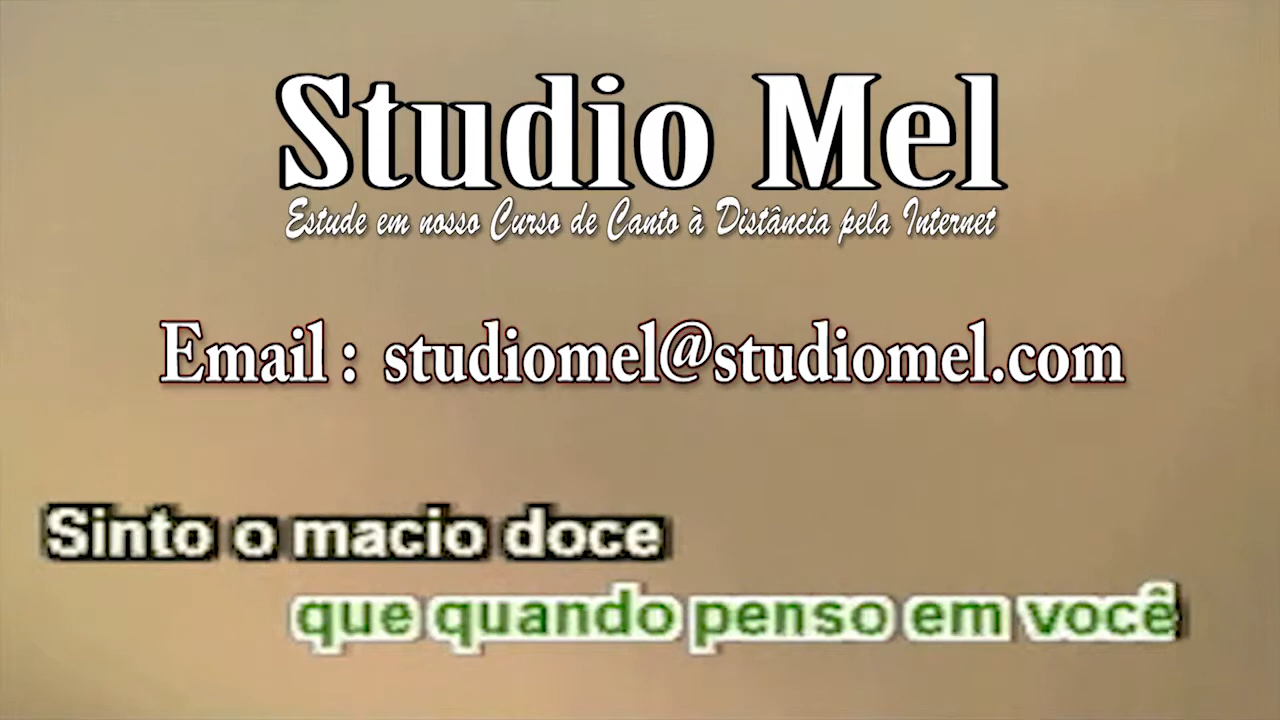 Studio Mel
Estude em nosso Curso de Canto à Distância pela Internet
Email : studiomel@studiomel.com
Sinto o macio doce
que quando penso em você